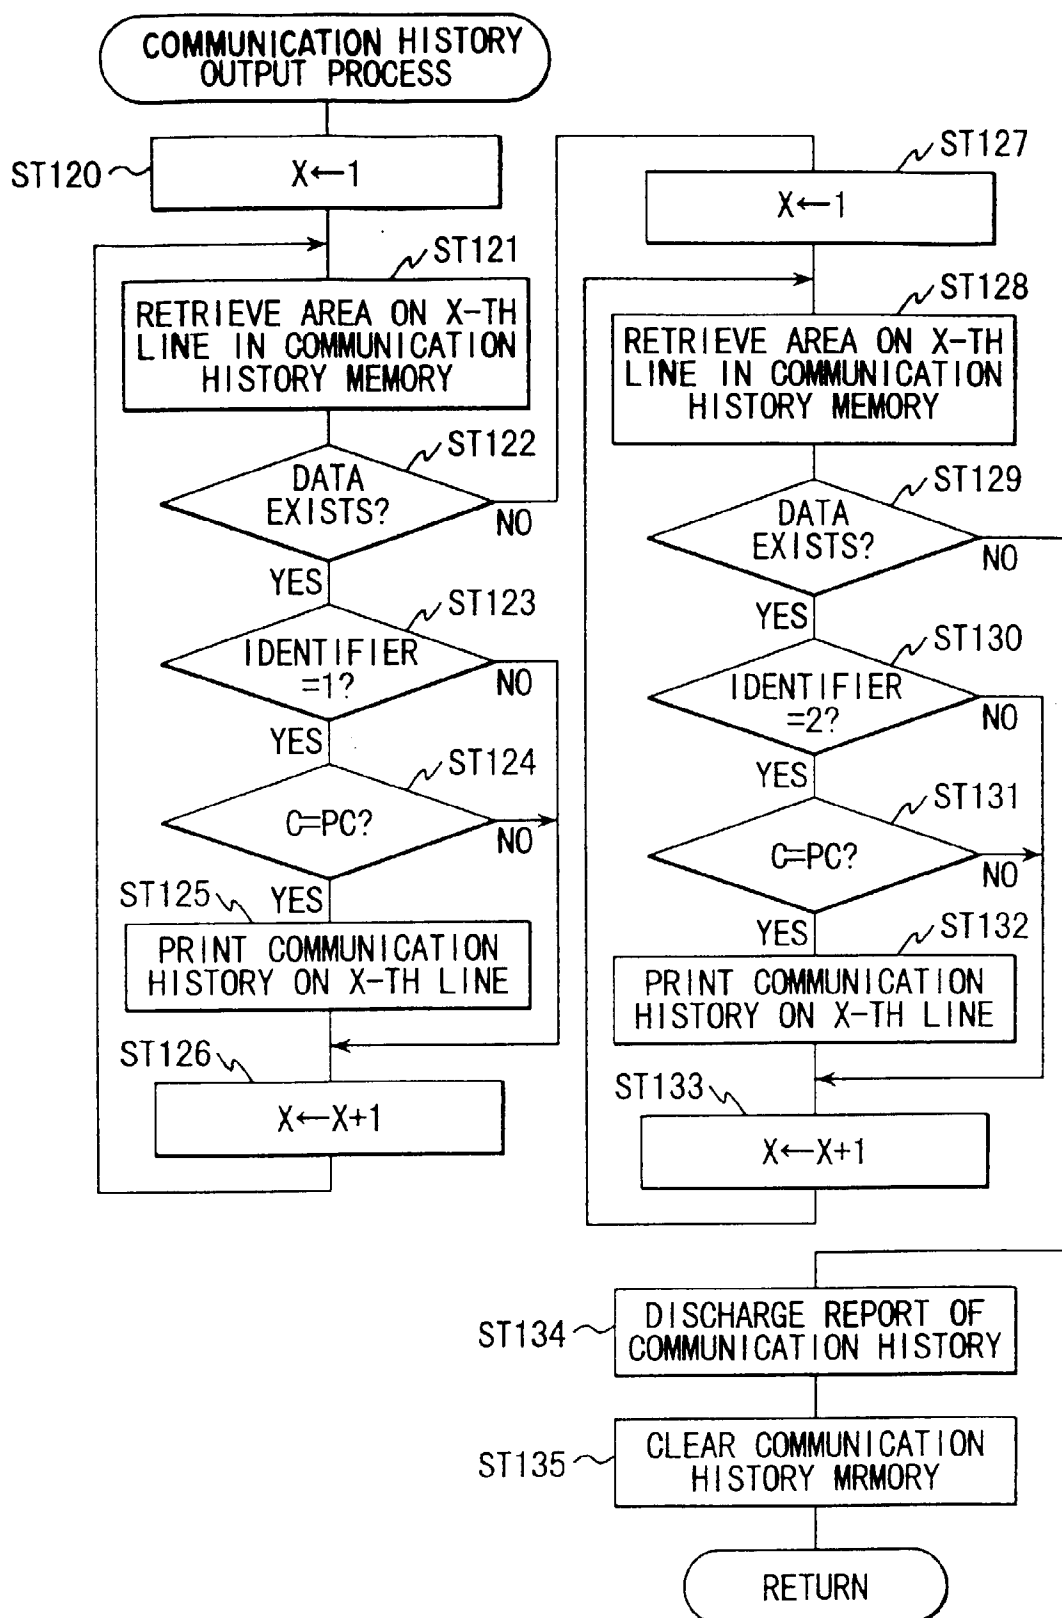 COMMUNICATION HISTORY
OUTPUT PROCESS
ST120
X←1
ST121
RETRIEVE AREA ON X-TH
LINE IN COMMUNICATION
HISTORY MEMORY
ST122
DATA
EXISTS?
NO
YES
ST123
IDENTIFIER
=1?
NO
YES
ST124
C=PC?
NO
YES
ST125
PRINT COMMUNICATION
HISTORY ON X-TH LINE
ST126
X←X+1
ST127
X←1
ST128
RETRIEVE AREA ON X-TH
LINE IN COMMUNICATION
HISTORY MEMORY
ST129
DATA
EXISTS?
NO
YES
ST130
IDENTIFIER
=2?
NO
YES
ST131
C=PC?
NO
YES
ST132
PRINT COMMUNICATION
HISTORY ON X-TH LINE
ST133
X←X+1
ST134
DISCHARGE REPORT OF
COMMUNICATION HISTORY
ST135
CLEAR COMMUNICATION
HISTORY MRMORY
RETURN